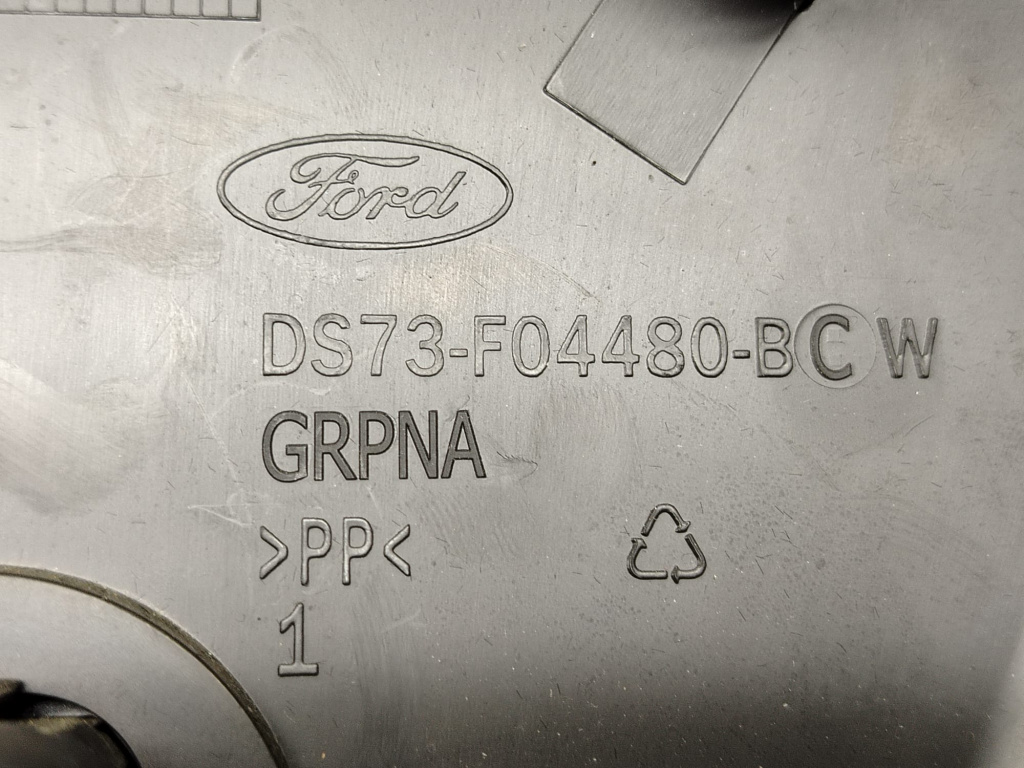 Ford
DS73-F04480-BCW
GRPNA
>PP<
1